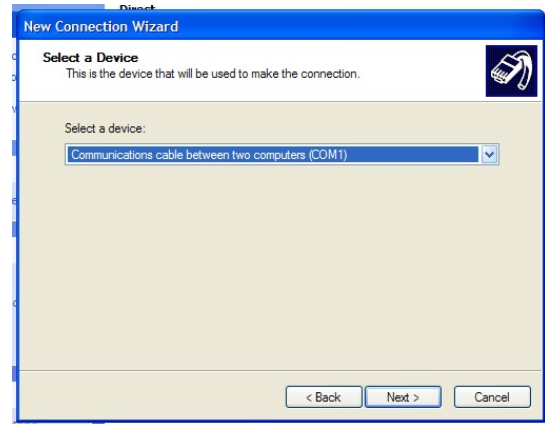 Direct
New Connection Wizard
Select a Device
This is the device that will be used to make the connection.
Select a device:
Communications cable between two computers (COM1)
< Back
Next >
Cancel